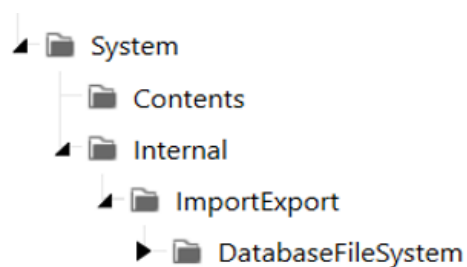 System
Contents
Internal
ImportExport
DatabaseFileSystem